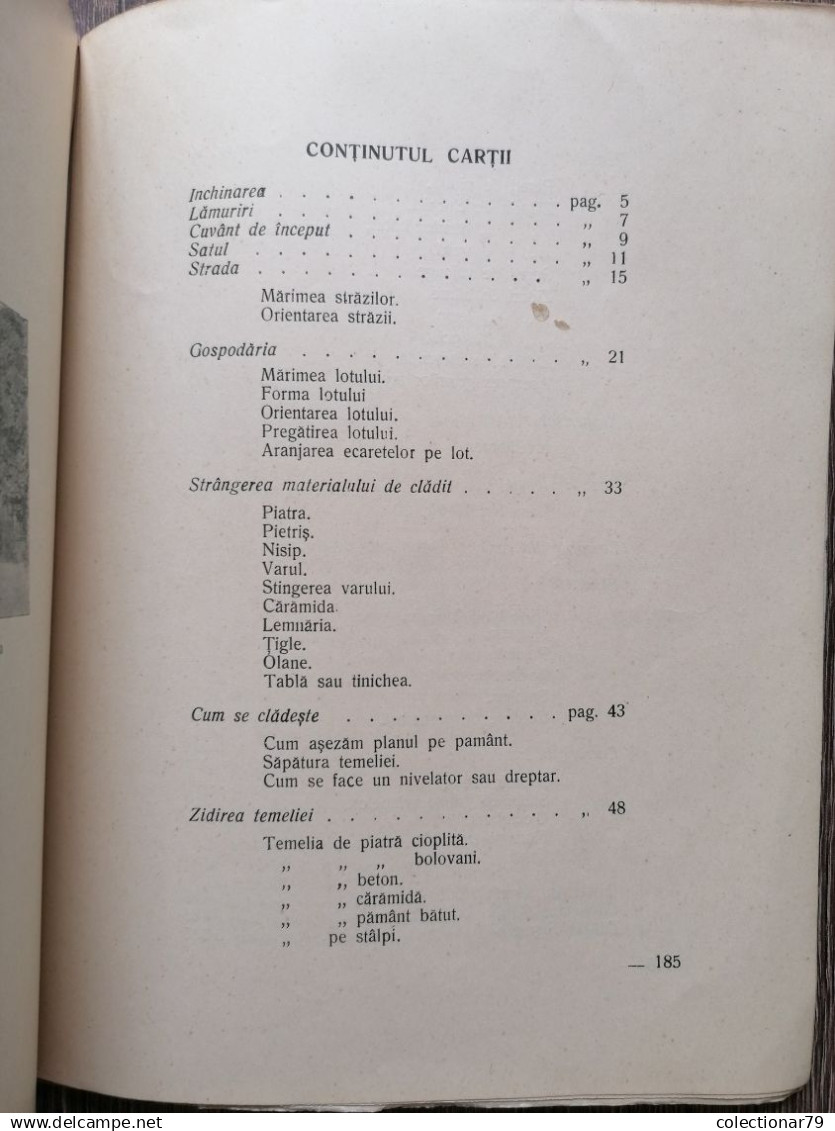 CONȚINUTUL CARȚII
Inchinarea . . . . . . . . . . . . . pag. 5
Lămuriri . . . . . . . . . . . . . „ 7
Cuvânt de început . . . . . . . . . . „ 9
Satul . . . . . . . . . . . . . . „ 11
Strada . . . . . . . . . . . . . „ 15
Mărimea străzilor.
Orientarea străzii.
Gospodăria . . . . . . . . . . . . „ 21
Mărimea lotului.
Forma lotului
Orientarea lotului.
Pregătirea lotului.
Aranjarea ecaretelor pe lot.
Strângerea materialului de clădit . . . . . „ 33
Piatra.
Pietriș.
Nisip.
Varul.
Stingerea varului.
Cărămida.
Lemnăria.
Țigle.
Olane.
Tablă sau tinichea.
Cum se clădește . . . . . . . . . . pag. 43
Cum așezăm planul pe pamânt.
Săpătura temeliei.
Cum se face un nivelator sau dreptar.
Zidirea temeliei . . . . . . . . . . . „ 48
Temelia de piatră cioplită.
„ „ „ bolovani.
„ „ beton.
„ „ cărămidă.
„ „ pământ bătut.
„ pe stâlpi.
— 185
www.delcampe.net
colectionar79